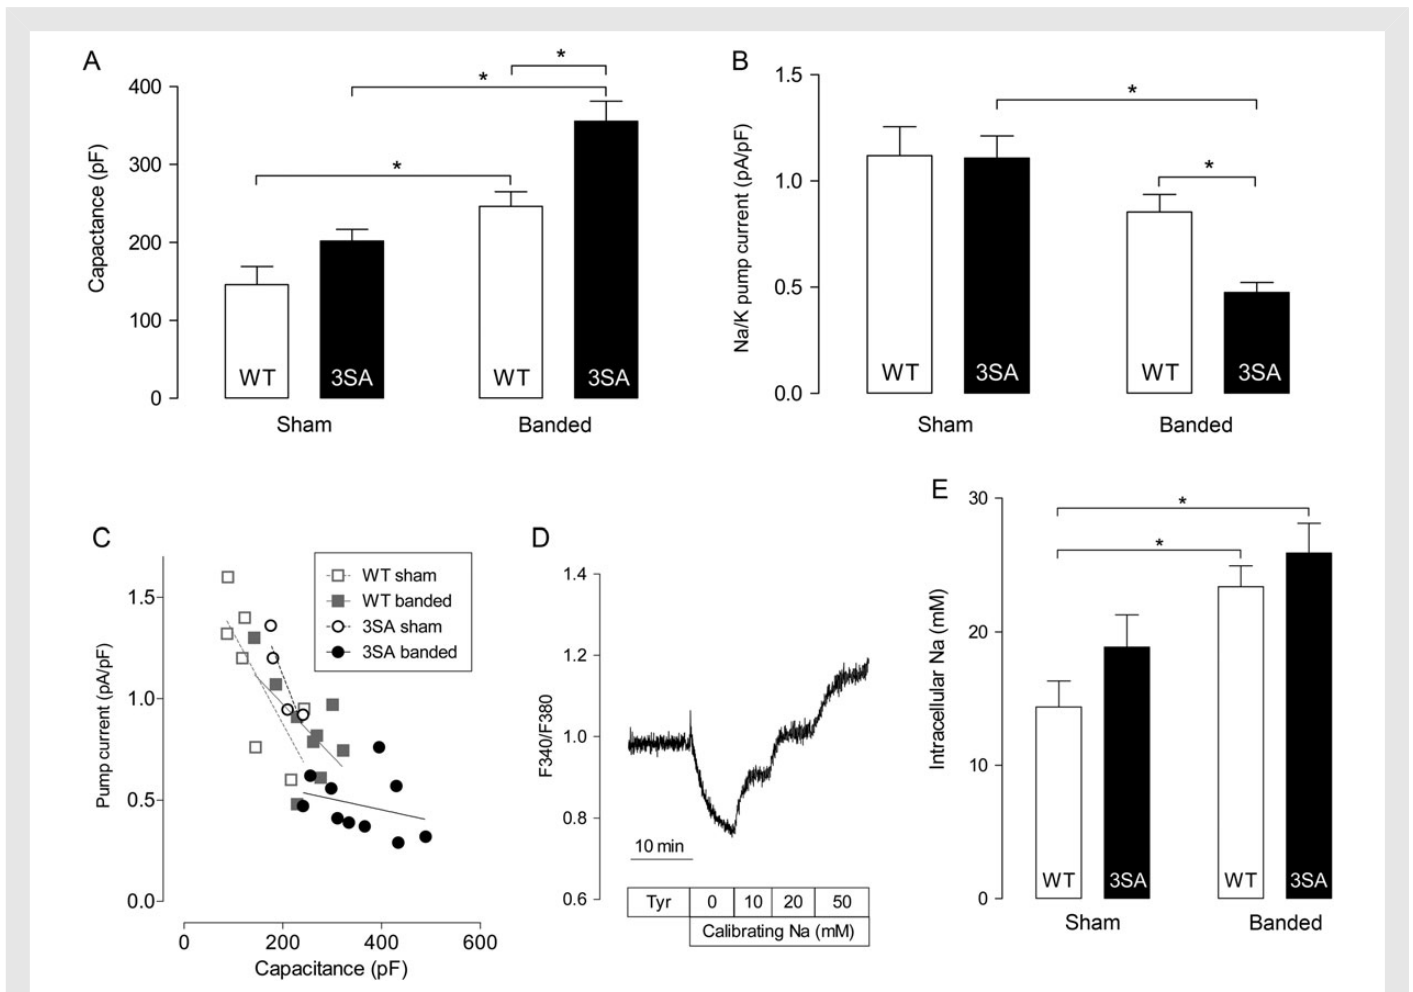 A
Capactance (pF)
400
300
200
100
0
*
*
*
WT
3SA
WT
3SA
Sham
Banded
B
Na/K pump current (pA/pF)
1.5
1.0
0.5
0.0
*
*
WT
3SA
WT
3SA
Sham
Banded
C
Pump current (pA/pF)
1.5
1.0
0.5
0.0
WT sham
WT banded
3SA sham
3SA banded
0
200
400
600
Capacitance (pF)
D
F340/F380
1.4
1.2
1.0
0.8
0.6
10 min
Tyr 0 10 20 50
Calibrating Na (mM)
E
Intracellular Na (mM)
30
20
10
0
*
*
WT
3SA
WT
3SA
Sham
Banded